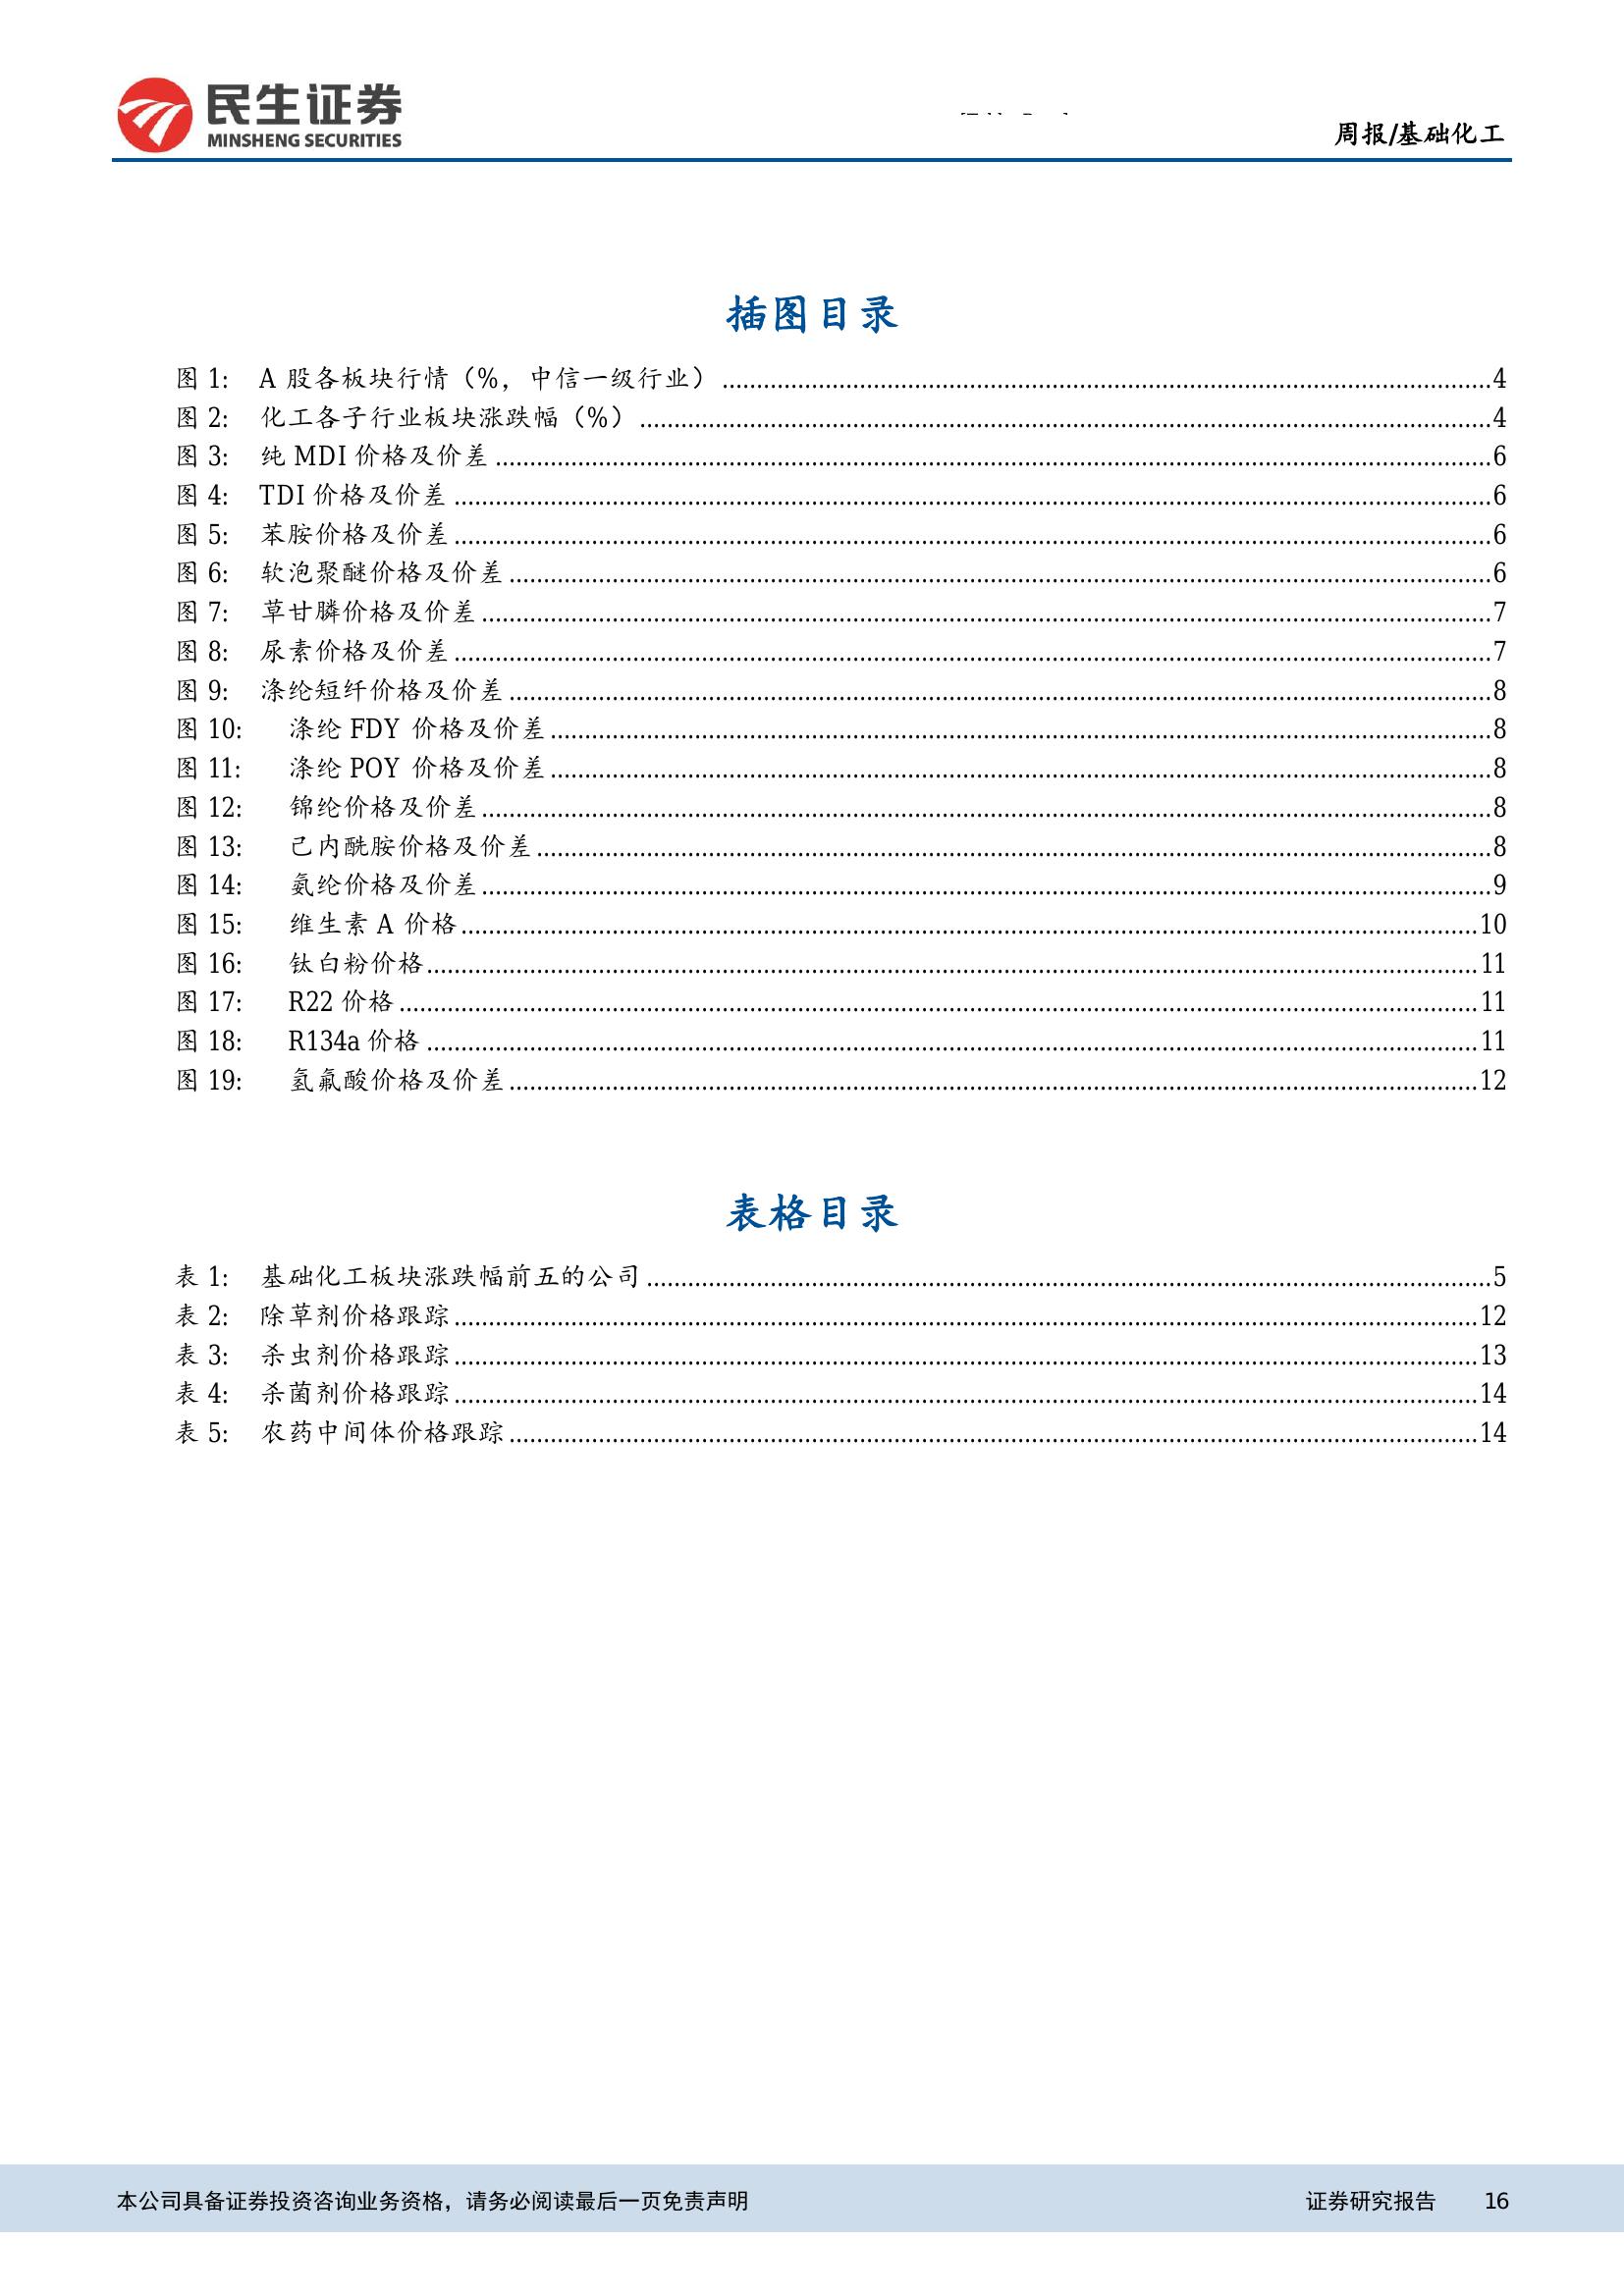 民生证券
MINSHENG SECURITIES
周报/基础化工
插图目录
图 1: A 股各板块行情（%，中信一级行业）........4
图 2: 化工各子行业板块涨跌幅（%）........4
图 3: 纯 MDI 价格及价差........6
图 4: TDI 价格及价差........6
图 5: 苯胺价格及价差........6
图 6: 软泡聚醚价格及价差........6
图 7: 草甘膦价格及价差........7
图 8: 尿素价格及价差........7
图 9: 涤纶短纤价格及价差........8
图 10: 涤纶 FDY 价格及价差........8
图 11: 涤纶 POY 价格及价差........8
图 12: 锦纶价格及价差........8
图 13: 己内酰胺价格及价差........8
图 14: 氨纶价格及价差........9
图 15: 维生素 A 价格........10
图 16: 钛白粉价格........11
图 17: R22 价格........11
图 18: R134a 价格........11
图 19: 氢氟酸价格及价差........12
表格目录
表 1: 基础化工板块涨跌幅前五的公司........5
表 2: 除草剂价格跟踪........12
表 3: 杀虫剂价格跟踪........13
表 4: 杀菌剂价格跟踪........14
表 5: 农药中间体价格跟踪........14
本公司具备证券投资咨询业务资格，请务必阅读最后一页免责声明
证券研究报告 16